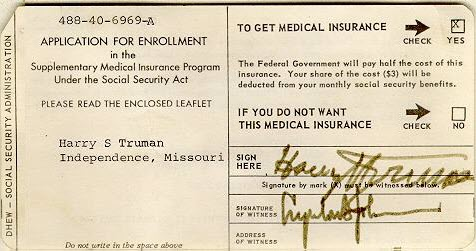 488-40-6969-A
APPLICATION FOR ENROLLMENT
in the
Supplementary Medical Insurance Program
Under the Social Security Act
PLEASE READ THE ENCLOSED LEAFLET
Harry S Truman
Independence, Missouri
Do not write in the space above
DHEW – SOCIAL SECURITY ADMINISTRATION
TO GET MEDICAL INSURANCE
CHECK
X
YES
The Federal Government will pay half the cost of this
insurance. Your share of the cost ($3) will be
deducted from your monthly social security benefits.
IF YOU DO NOT WANT
THIS MEDICAL INSURANCE
CHECK
NO
SIGN
HERE
Harry S Truman
Signature by mark (X) must be witnessed below.
SIGNATURE
OF WITNESS
ADDRESS
OF WITNESS